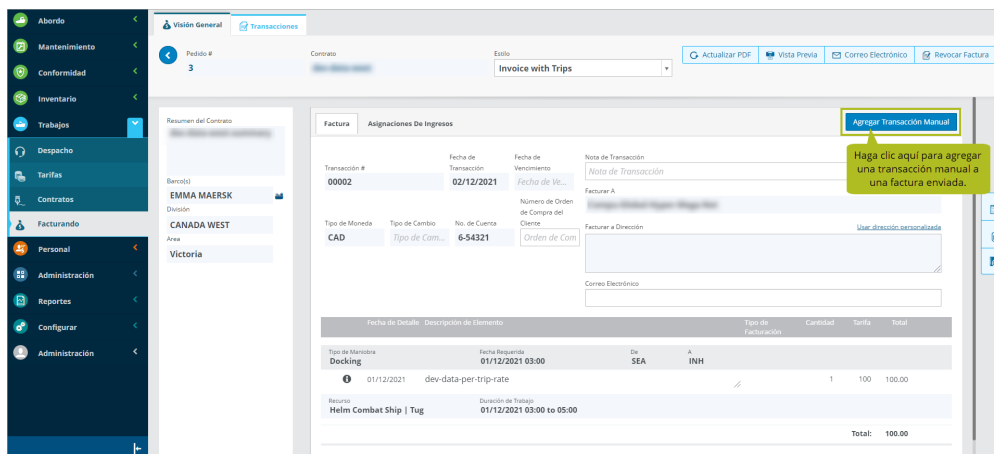 Abordo
Mantenimiento
Conformidad
Inventario
Trabajos
Despacho
Tarifas
Contratos
Facturando
Personal
Administración
Reportes
Configurar
Administración
Visión General
Transacciones
Pedido #
3
Contrato
Estilo
Invoice with Trips
Actualizar PDF
Vista Previa
Correo Electrónico
Revocar Factura
Resumen del Contrato
Barco(s)
EMMA MAERSK
División
CANADA WEST
Area
Victoria
Factura
Asignaciones De Ingresos
Agregar Transacción Manual
Haga clic aquí para agregar
una transacción manual a
una factura enviada.
Transacción #
00002
Fecha de
Transacción
02/12/2021
Fecha de
Vencimiento
Fecha de Ve...
Nota de Transacción
Nota de Transacción
Facturar A
Tipo de Moneda
CAD
Tipo de Cambio
Tipo de Cam...
No. de Cuenta
6-54321
Número de Orden
de Compra del
Cliente
Orden de Com
Facturar a Dirección
Usar dirección personalizada
Correo Electrónico
Fecha de Detalle Descripción de Elemento
Tipo de
Facturación
Cantidad
Tarifa
Total
Tipo de Maniobra
Docking
Fecha Requerida
01/12/2021 03:00
De
SEA
A
INH
01/12/2021 dev-data-per-trip-rate 1 100 100.00
Recurso
Helm Combat Ship | Tug
Duración de Trabajo
01/12/2021 03:00 to 05:00
Total: 100.00